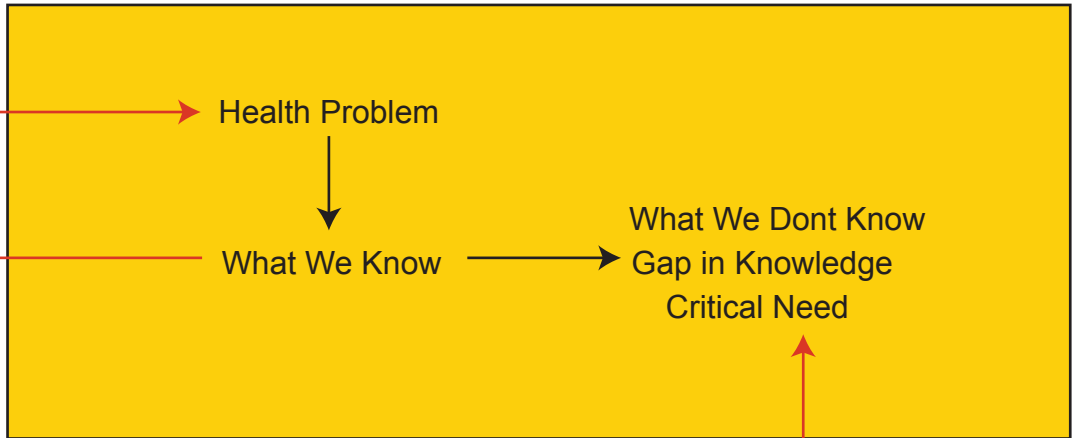 Health Problem
What We Dont Know
What We Know
Gap in Knowledge
Critical Need